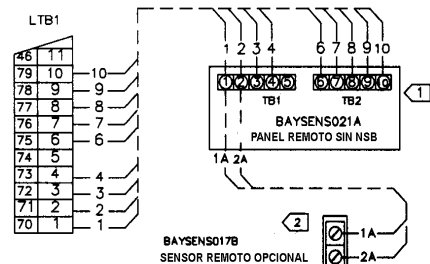 LTB1
1 2 3 4 6 7 8 9 10
46 11
79 10 10
78 9 9
77 8 8
76 7 7
75 6 6
74 5
73 4 4
72 3 3
71 2 2
70 1 1
1 2 3 4 5 6 7 8 9 10
TB1 TB2
1
BAYSENS021A
PANEL REMOTO SIN NSB
1A 2A
2
1A
BAYSENS017B
SENSOR REMOTO OPCIONAL
2A